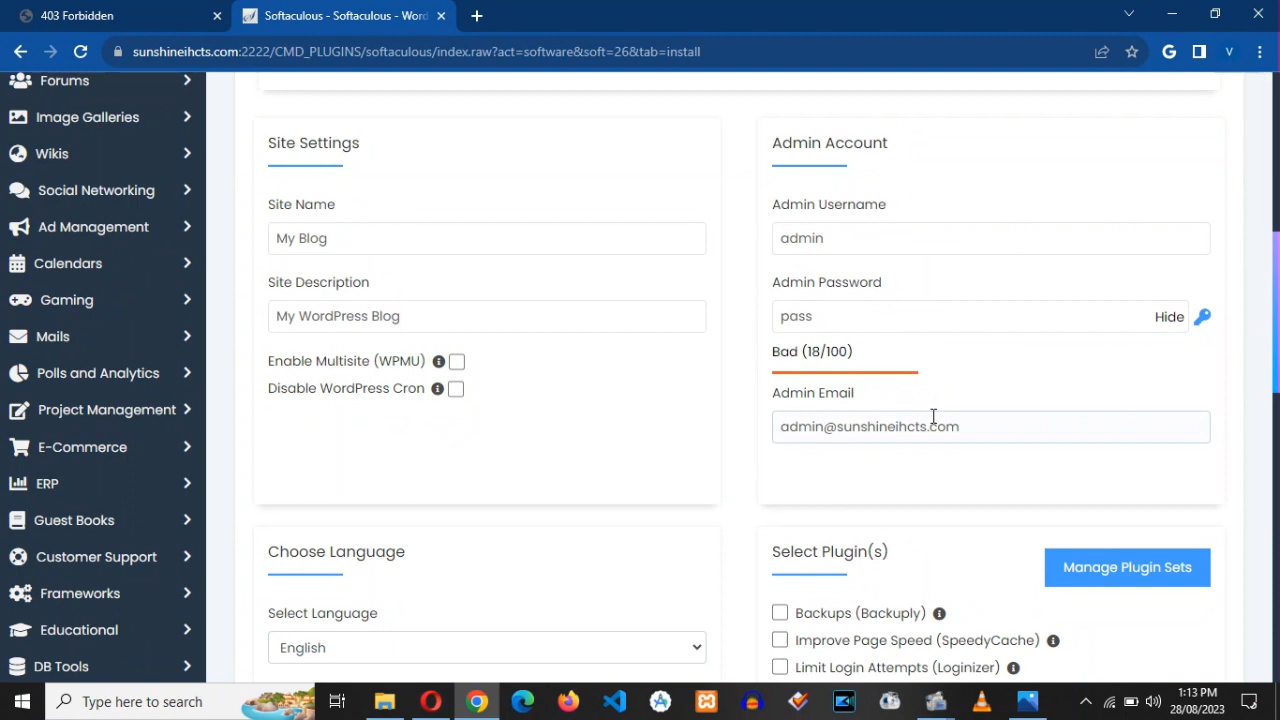 403 Forbidden
Softaculous - Softaculous - Wor
sunshineihcts.com:2222/CMD_PLUGINS/softaculous/index.raw?act=software&soft=26&tab=install
G
V
Forums
Image Galleries
Wikis
Social Networking
Ad Management
Calendars
Gaming
Mails
Polls and Analytics
Project Management
E-Commerce
ERP
Guest Books
Customer Support
Frameworks
Educational
DB Tools
Site Settings
Site Name
My Blog
Site Description
My WordPress Blog
Enable Multisite (WPMU)
Disable WordPress Cron
Admin Account
Admin Username
admin
Admin Password
pass
Hide
Bad (18/100)
Admin Email
admin@sunshineihcts.com
Choose Language
Select Language
English
Select Plugin(s)
Manage Plugin Sets
Backups (Backuply)
Improve Page Speed (SpeedyCache)
Limit Login Attempts (Loginizer)
Type here to search
1:13 PM
28/08/2023